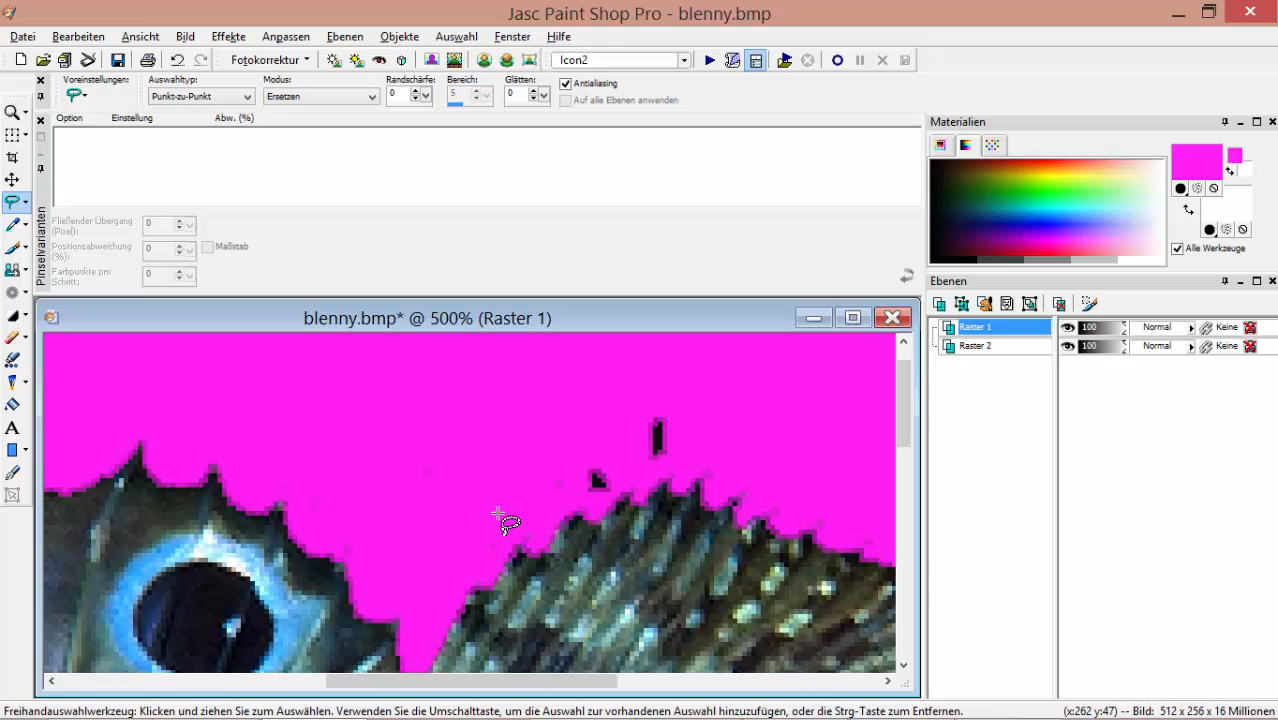 Jasc Paint Shop Pro - blenny.bmp
Datei Bearbeiten Ansicht Bild Effekte Anpassen Ebenen Objekte Auswahl Fenster Hilfe
Fotokorrektur Icon2
Voreinstellungen: Auswahltyp: Modus: Randschärfe: Bereich: Glätten: Antialiasing
Punkt-zu-Punkt Ersetzen 0 5 0 Auf alle Ebenen anwenden
Option Einstellung Abw. (%)
Materialien
Pinselvarianten
Fließender Übergang (Pixel): 0
Positionsabweichung (%): 0 Maßstab
Farbpunkte pro Schritt: 0
Alle Werkzeuge
Ebenen
Raster 1 100 Normal Keine
Raster 2 100 Normal Keine
blenny.bmp* @ 500% (Raster 1)
Freihandauswahlwerkzeug: Klicken und ziehen Sie zum Auswählen. Verwenden Sie die Umschalttaste, um die Auswahl zur vorhandenen Auswahl hinzuzufügen, oder die Strg-Taste zum Entfernen. (x:262 y:47) -- Bild: 512 x 256 x 16 Millionen